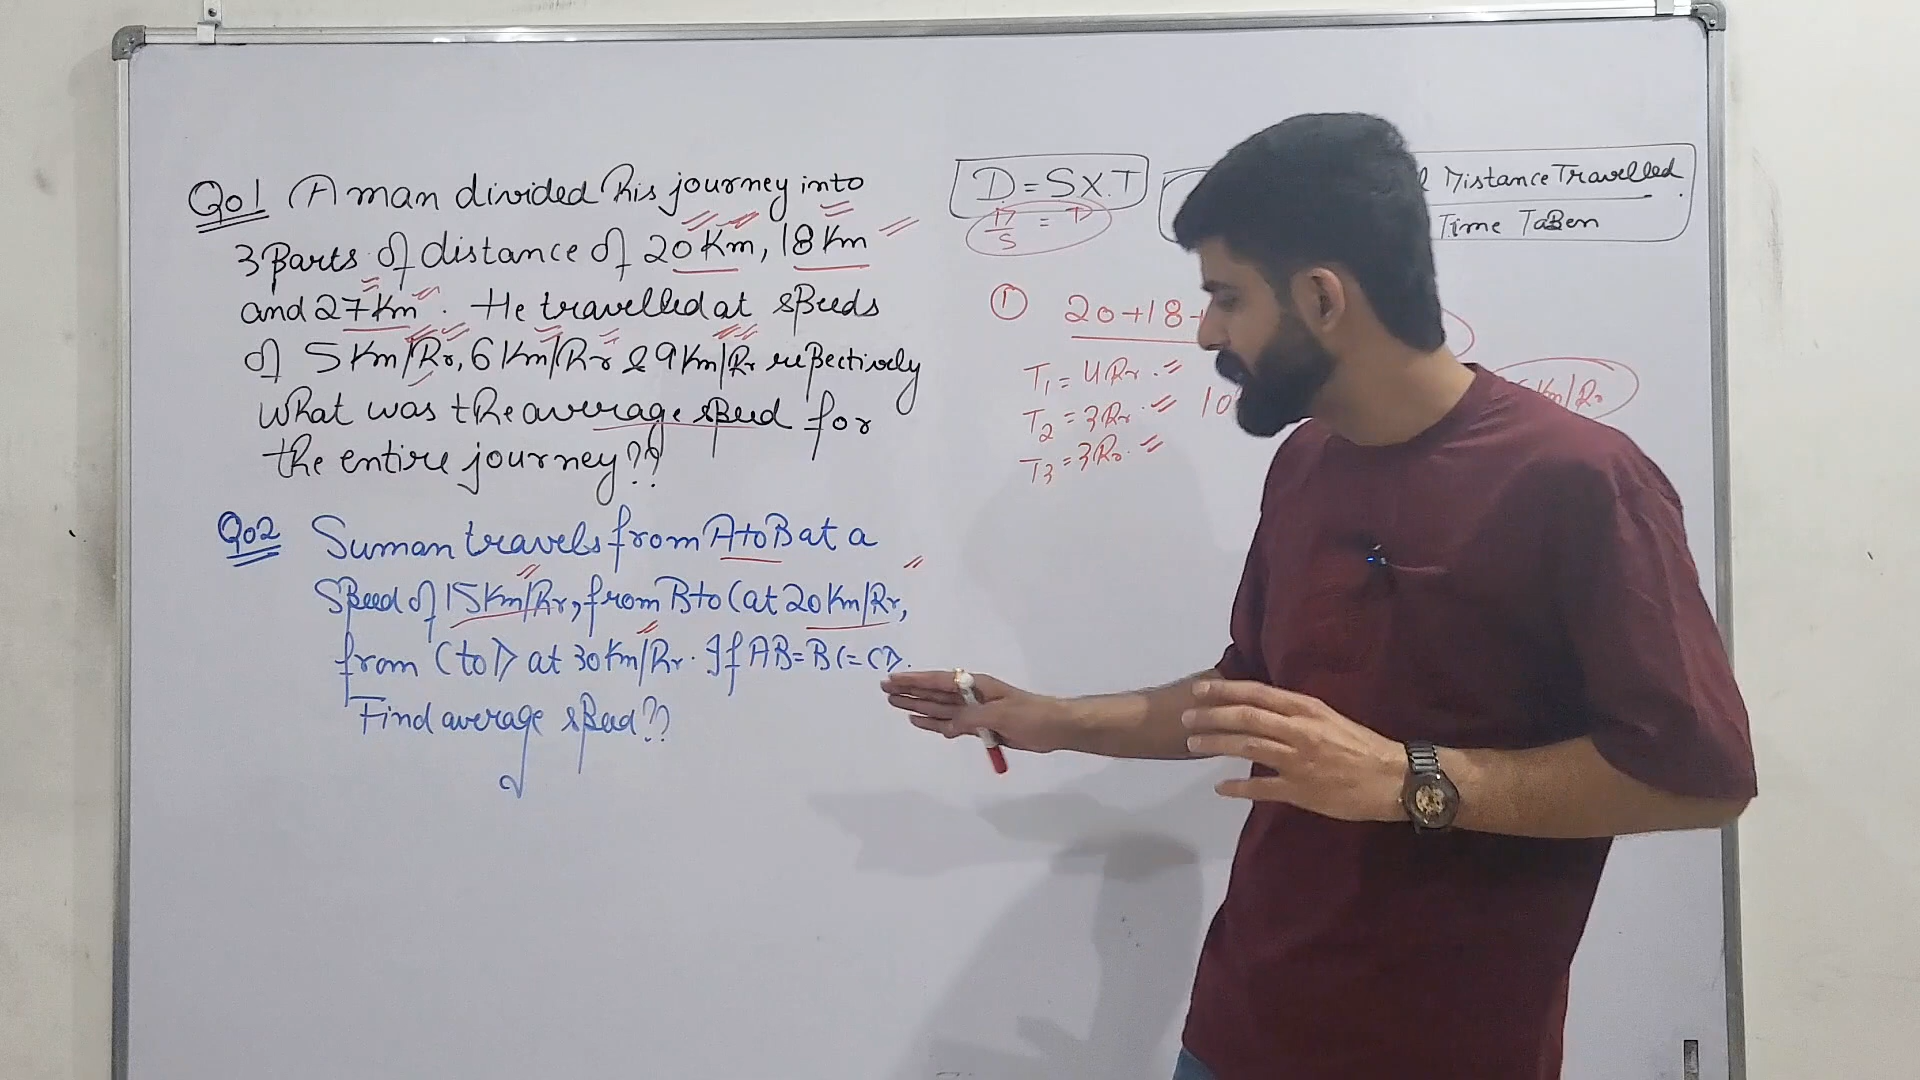 Q01 A man divided his journey into
3 Parts of distance of 20 Km, 18 Km
and 27 Km. He travelled at speeds
of 5 Km/hr, 6 Km/hr & 9 Km/hr respectively
What was the average speed for
the entire journey??
Q02 Suman travels from A to B at a
speed of 15 Km/hr, from B to C at 20 Km/hr,
from C to D at 30 Km/hr. If AB = BC = CD.
Find average speed??
D = S X T
D/S = T
Distance Travelled
Time Taken
① 20 + 18 +
T1 = 4 hr.
T2 = 3 hr. 10
Km/hr
T3 = 3 hr.